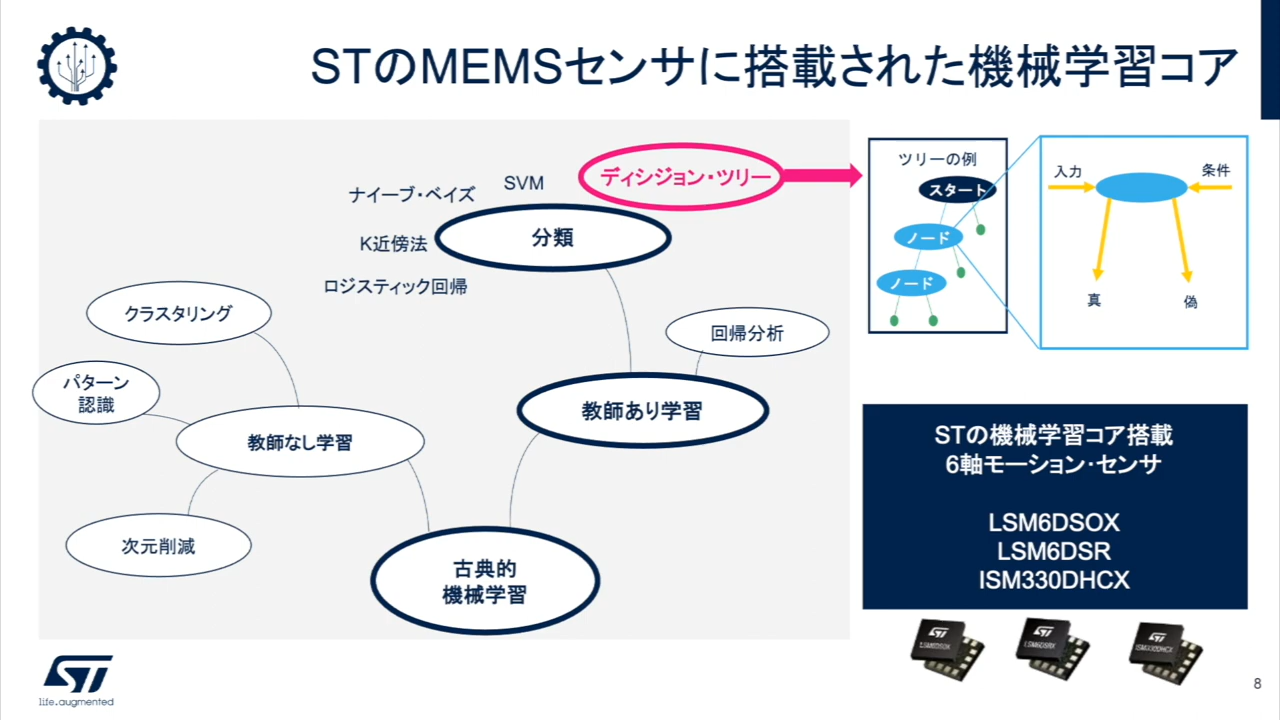 STのMEMSセンサに搭載された機械学習コア
ディシジョン・ツリー
SVM
ナイーブ・ベイズ
分類
K近傍法
ロジスティック回帰
クラスタリング
回帰分析
パターン
認識
教師あり学習
教師なし学習
次元削減
古典的
機械学習
ツリーの例
スタート
ノード
ノード
入力
条件
真
偽
STの機械学習コア搭載
6軸モーション・センサ
LSM6DSOX
LSM6DSR
ISM330DHCX
ST
LSM6DSOX
ST
LSM6DSRX
ST
ISM330DHCX
ST
life.augmented
8